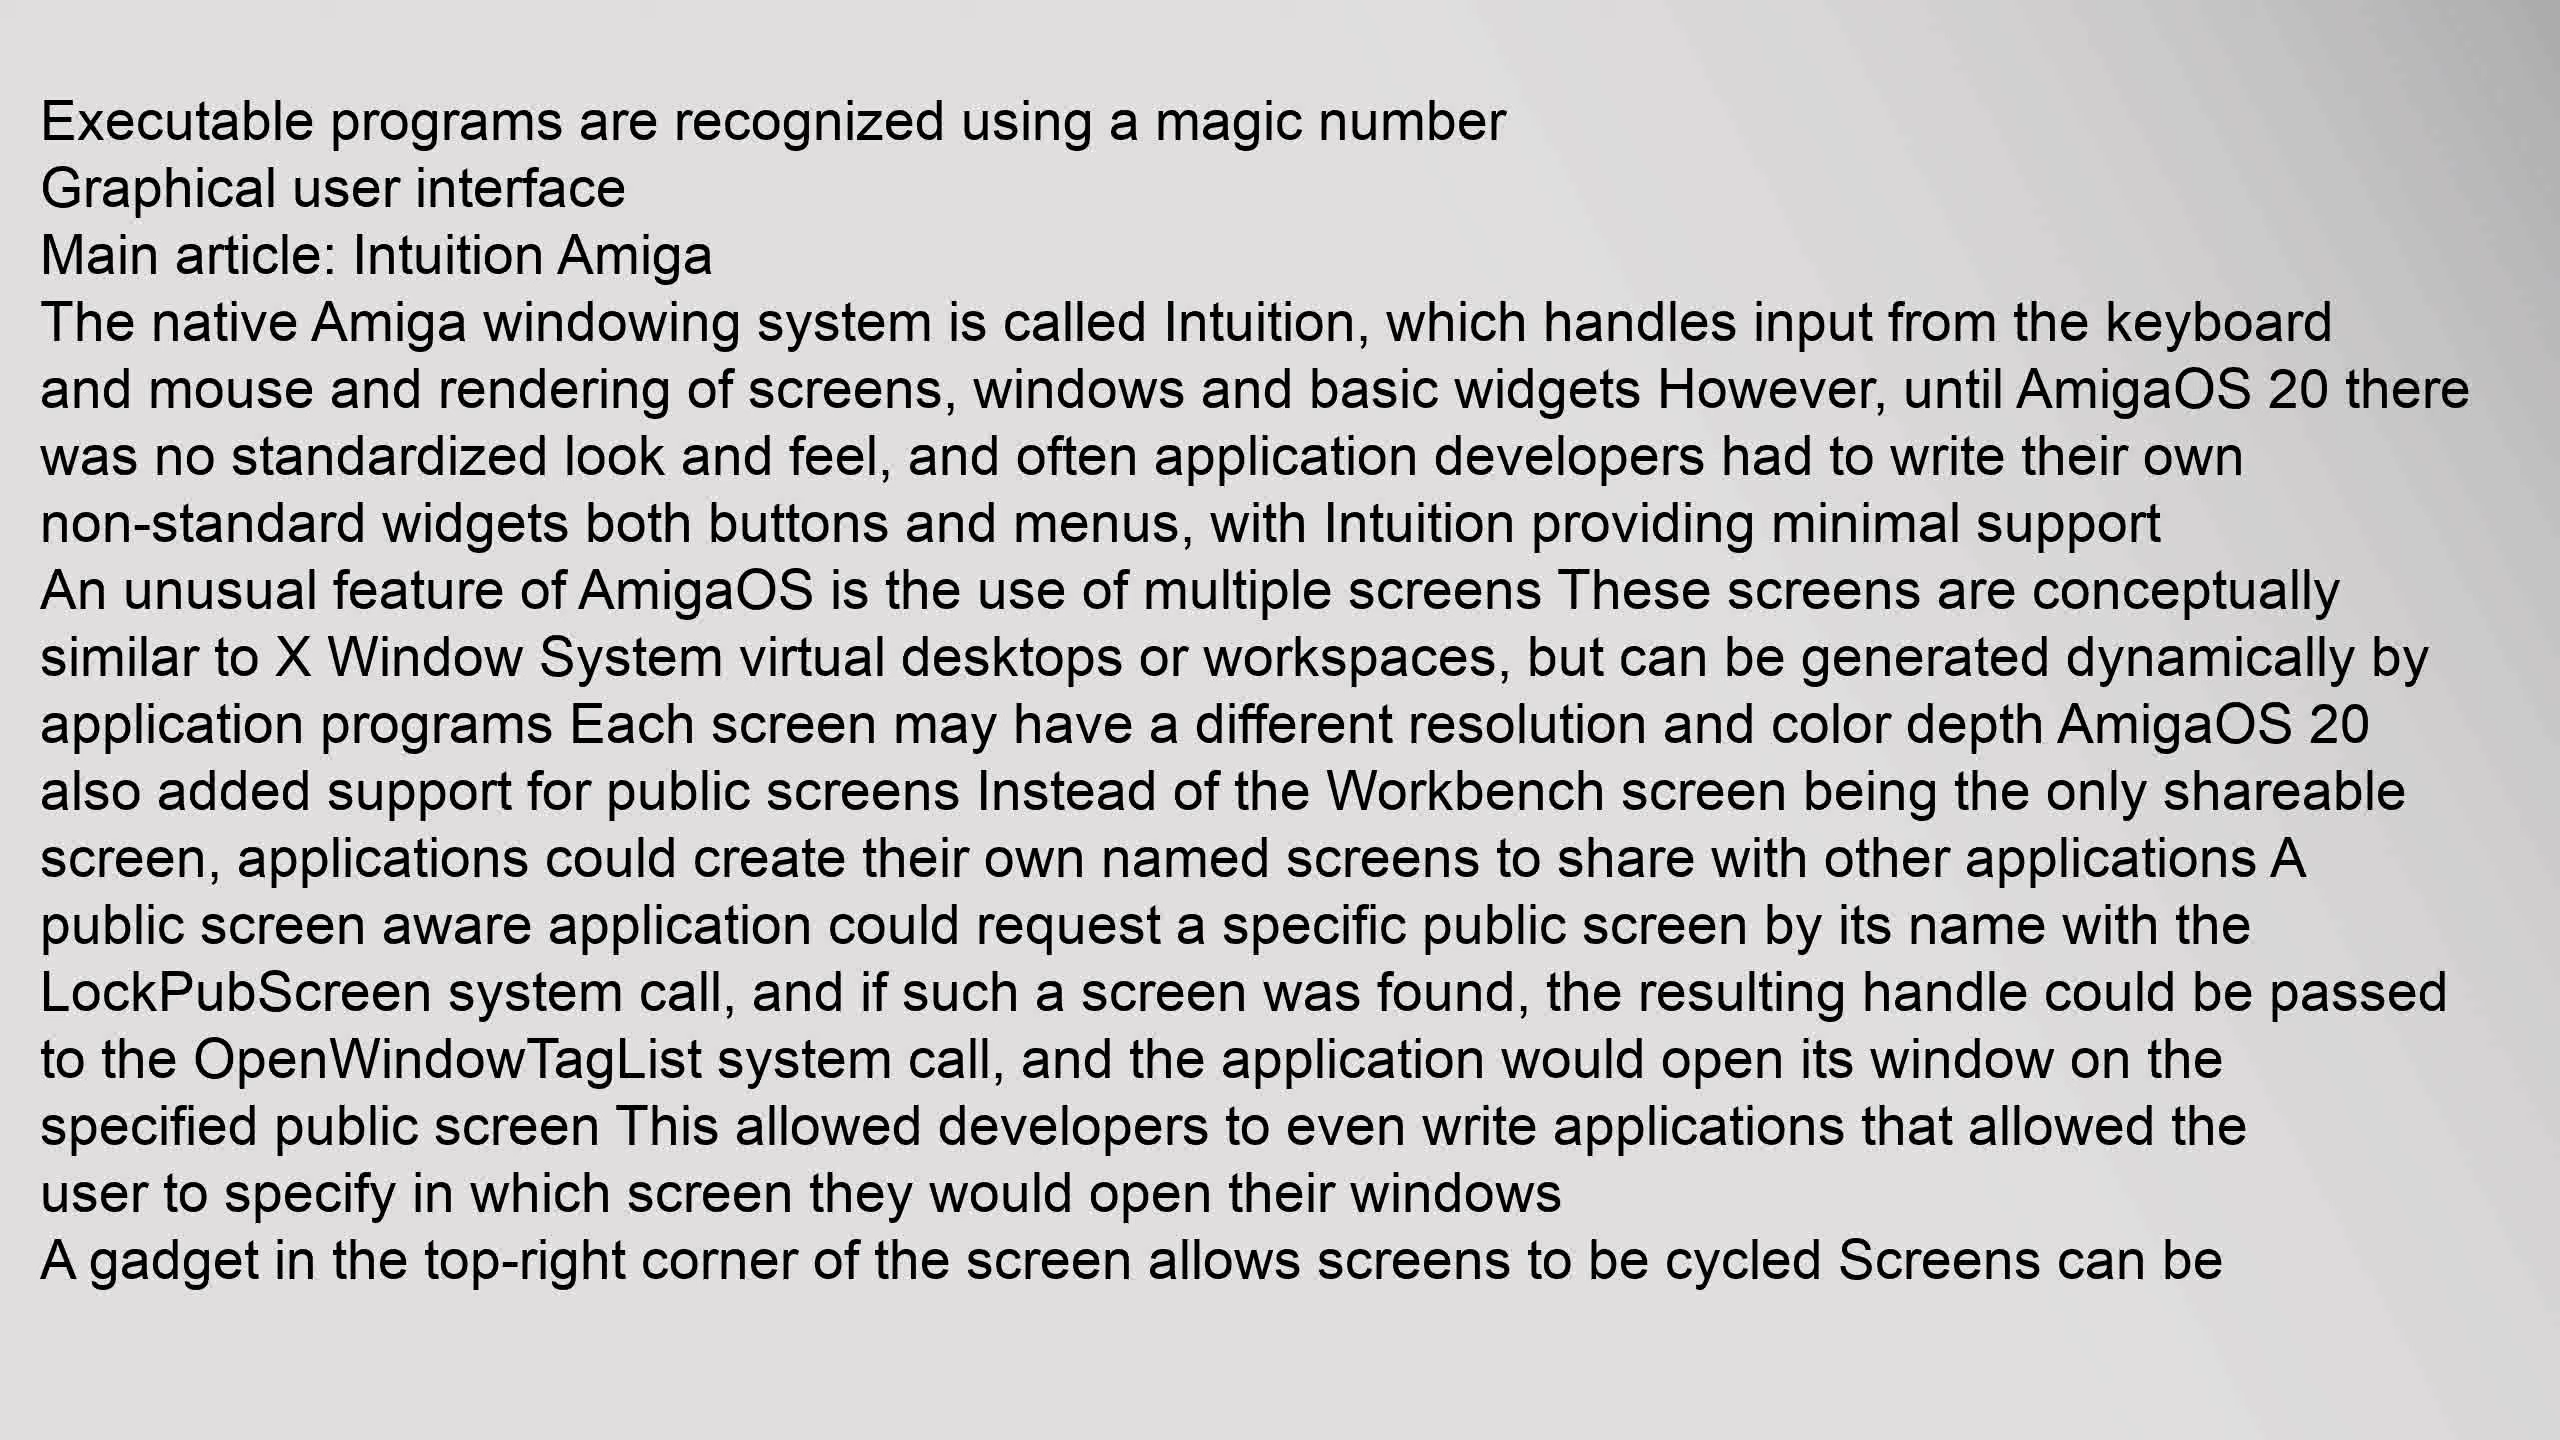 Executable programs are recognized using a magic number
Graphical user interface
Main article: Intuition Amiga
The native Amiga windowing system is called Intuition, which handles input from the keyboard
and mouse and rendering of screens, windows and basic widgets However, until AmigaOS 20 there
was no standardized look and feel, and often application developers had to write their own
non-standard widgets both buttons and menus, with Intuition providing minimal support
An unusual feature of AmigaOS is the use of multiple screens These screens are conceptually
similar to X Window System virtual desktops or workspaces, but can be generated dynamically by
application programs Each screen may have a different resolution and color depth AmigaOS 20
also added support for public screens Instead of the Workbench screen being the only shareable
screen, applications could create their own named screens to share with other applications A
public screen aware application could request a specific public screen by its name with the
LockPubScreen system call, and if such a screen was found, the resulting handle could be passed
to the OpenWindowTagList system call, and the application would open its window on the
specified public screen This allowed developers to even write applications that allowed the
user to specify in which screen they would open their windows
A gadget in the top-right corner of the screen allows screens to be cycled Screens can be